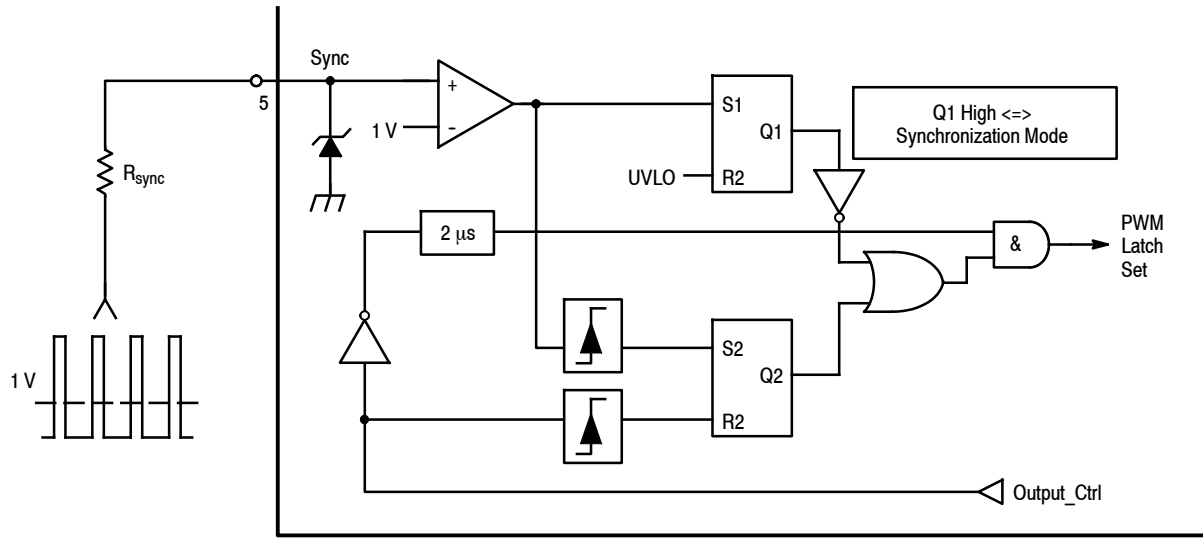 Sync
5
+
1 V
-
S1
Q1
R2
UVLO
Q1 High <=>
Synchronization Mode
Rsync
2 μs
&
PWM
Latch
Set
1 V
S2
Q2
R2
Output_Ctrl